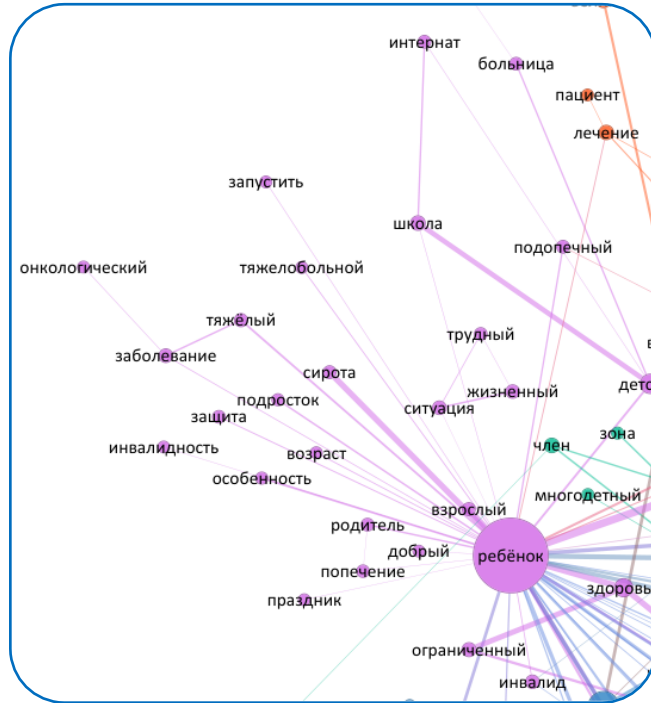 интернат
больница
пациент
лечение
запустить
школа
подопечный
онкологический
тяжелобольной
тяжёлый
трудный
заболевание
сирота
жизненный
подросток
ситуация
защита
зона
член
инвалидность
возраст
особенность
многодетный
взрослый
родитель
добрый
ребёнок
попечение
здоровь
праздник
ограниченный
инвалид